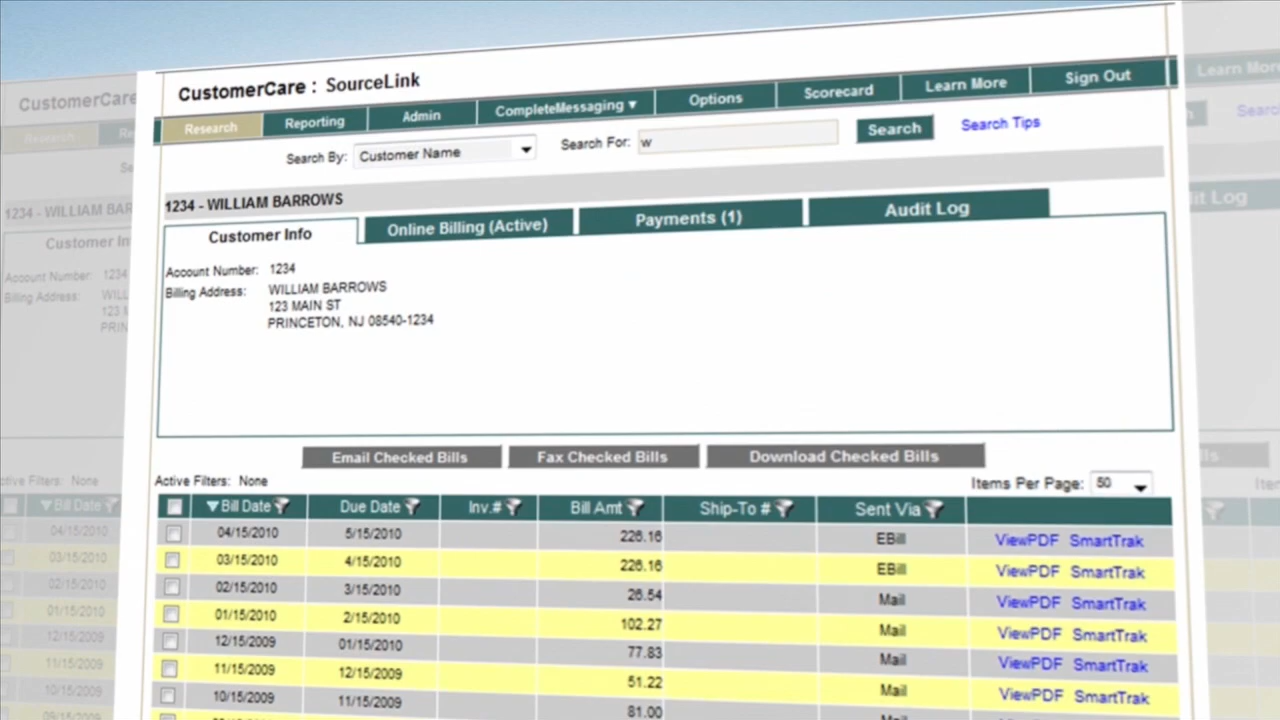 CustomerCare : SourceLink
Research Reporting Admin CompleteMessaging ▾ Options Scorecard Learn More Sign Out
Search By: Customer Name Search For: w Search Search Tips
1234 - WILLIAM BARROWS
Customer Info Online Billing (Active) Payments (1) Audit Log
Account Number: 1234
Billing Address: WILLIAM BARROWS
123 MAIN ST
PRINCETON, NJ 08540-1234
Email Checked Bills Fax Checked Bills Download Checked Bills
Active Filters: None Items Per Page: 50
Bill Date Due Date Inv.# Bill Amt Ship-To # Sent Via
04/15/2010 5/15/2010 226.16 EBill ViewPDF SmartTrak
03/15/2010 4/15/2010 226.16 EBill ViewPDF SmartTrak
02/15/2010 3/15/2010 26.54 Mail ViewPDF SmartTrak
01/15/2010 2/15/2010 102.27 Mail ViewPDF SmartTrak
12/15/2009 01/15/2010 77.83 Mail ViewPDF SmartTrak
11/15/2009 12/15/2009 51.22 Mail ViewPDF SmartTrak
10/15/2009 11/15/2009 81.00 Mail